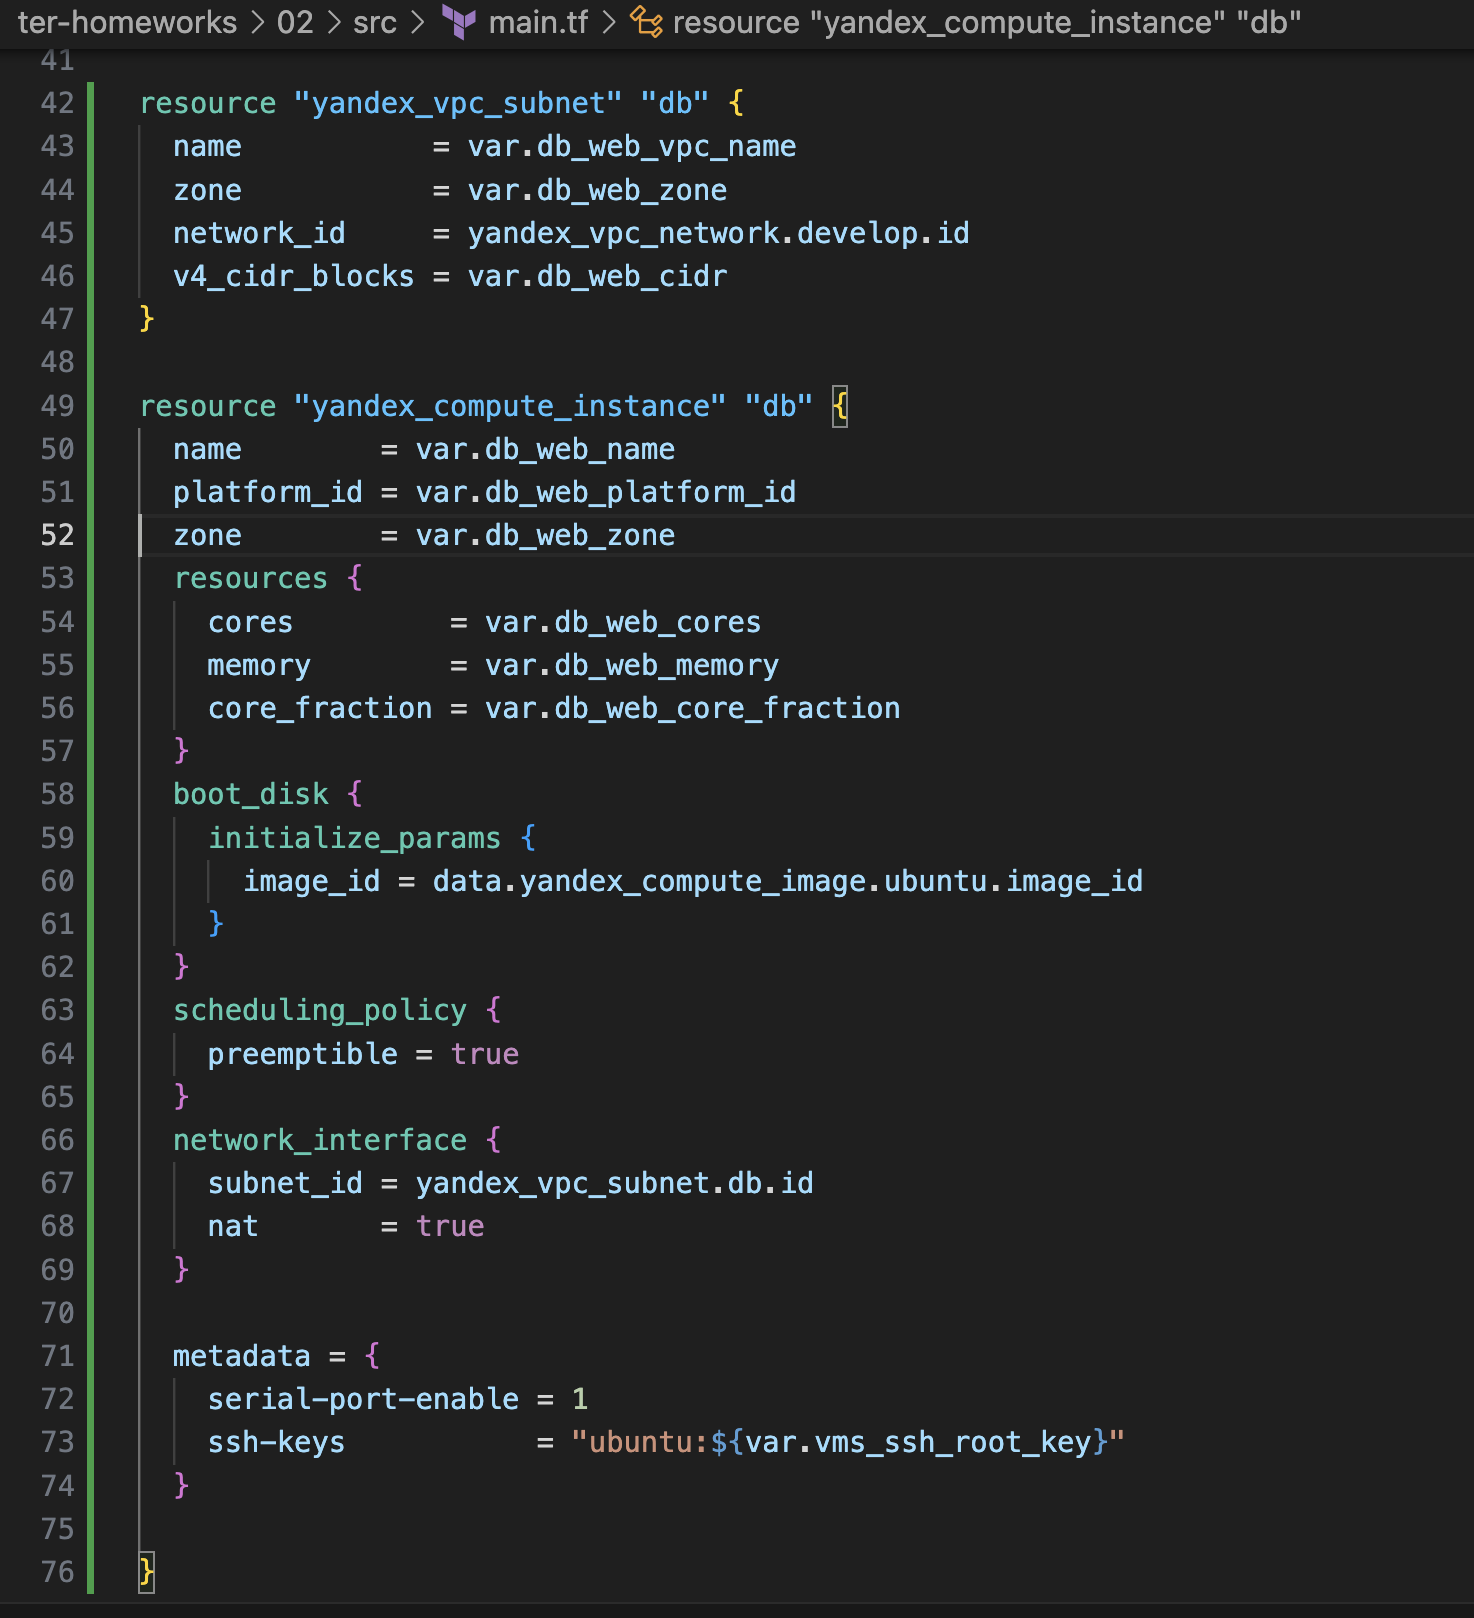 ter-homeworks > 02 > src > main.tf > resource "yandex_compute_instance" "db"
41
42 resource "yandex_vpc_subnet" "db" {
43   name           = var.db_web_vpc_name
44   zone           = var.db_web_zone
45   network_id     = yandex_vpc_network.develop.id
46   v4_cidr_blocks = var.db_web_cidr
47 }
48
49 resource "yandex_compute_instance" "db" {
50   name        = var.db_web_name
51   platform_id = var.db_web_platform_id
52   zone        = var.db_web_zone
53   resources {
54     cores         = var.db_web_cores
55     memory        = var.db_web_memory
56     core_fraction = var.db_web_core_fraction
57   }
58   boot_disk {
59     initialize_params {
60       image_id = data.yandex_compute_image.ubuntu.image_id
61     }
62   }
63   scheduling_policy {
64     preemptible = true
65   }
66   network_interface {
67     subnet_id = yandex_vpc_subnet.db.id
68     nat       = true
69   }
70
71   metadata = {
72     serial-port-enable = 1
73     ssh-keys           = "ubuntu:${var.vms_ssh_root_key}"
74   }
75
76 }